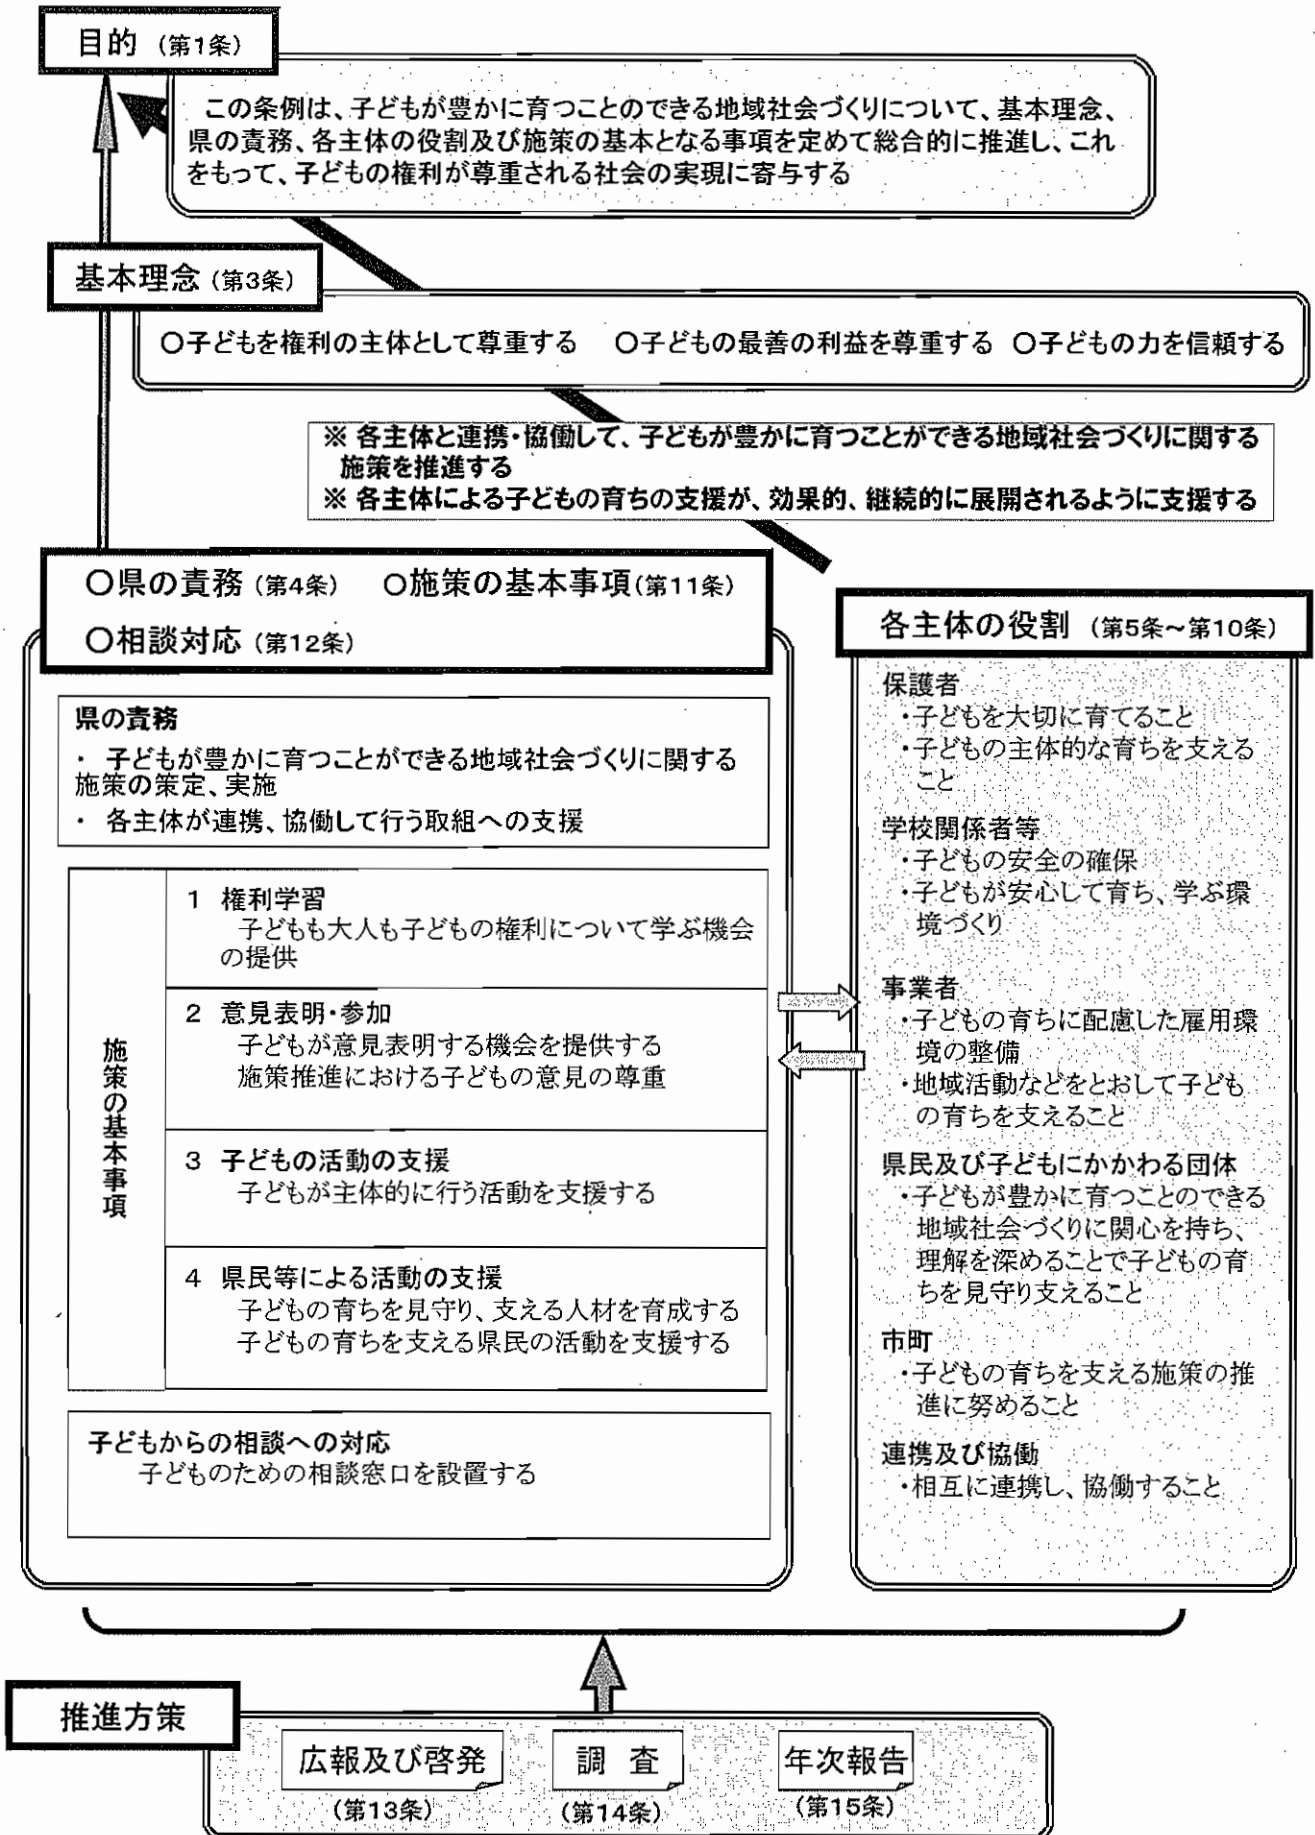 目的 (第1条)
この条例は、子どもが豊かに育つことのできる地域社会づくりについて、基本理念、
県の責務、各主体の役割及び施策の基本となる事項を定めて総合的に推進し、これ
をもって、子どもの権利が尊重される社会の実現に寄与する
基本理念 (第3条)
○子どもを権利の主体として尊重する ○子どもの最善の利益を尊重する ○子どもの力を信頼する
※ 各主体と連携・協働して、子どもが豊かに育つことができる地域社会づくりに関する
施策を推進する
※ 各主体による子どもの育ちの支援が、効果的、継続的に展開されるように支援する
○県の責務 (第4条) ○施策の基本事項(第11条)
○相談対応 (第12条)
県の責務
・ 子どもが豊かに育つことができる地域社会づくりに関する
施策の策定、実施
・ 各主体が連携、協働して行う取組への支援
施策の基本事項
1 権利学習
子どもも大人も子どもの権利について学ぶ機会
の提供
2 意見表明・参加
子どもが意見表明する機会を提供する
施策推進における子どもの意見の尊重
3 子どもの活動の支援
子どもが主体的に行う活動を支援する
4 県民等による活動の支援
子どもの育ちを見守り、支える人材を育成する
子どもの育ちを支える県民の活動を支援する
子どもからの相談への対応
子どものための相談窓口を設置する
各主体の役割 (第5条～第10条)
保護者
・子どもを大切に育てること
・子どもの主体的な育ちを支える
こと
学校関係者等
・子どもの安全の確保
・子どもが安心して育ち、学ぶ環
境づくり
事業者
・子どもの育ちに配慮した雇用環
境の整備
・地域活動などをとおして子ども
の育ちを支えること
県民及び子どもにかかわる団体
・子どもが豊かに育つことのできる
地域社会づくりに関心を持ち、
理解を深めることで子どもの育
ちを見守り支えること
市町
・子どもの育ちを支える施策の推
進に努めること
連携及び協働
・相互に連携し、協働すること
推進方策
広報及び啓発
(第13条)
調 査
(第14条)
年次報告
(第15条)